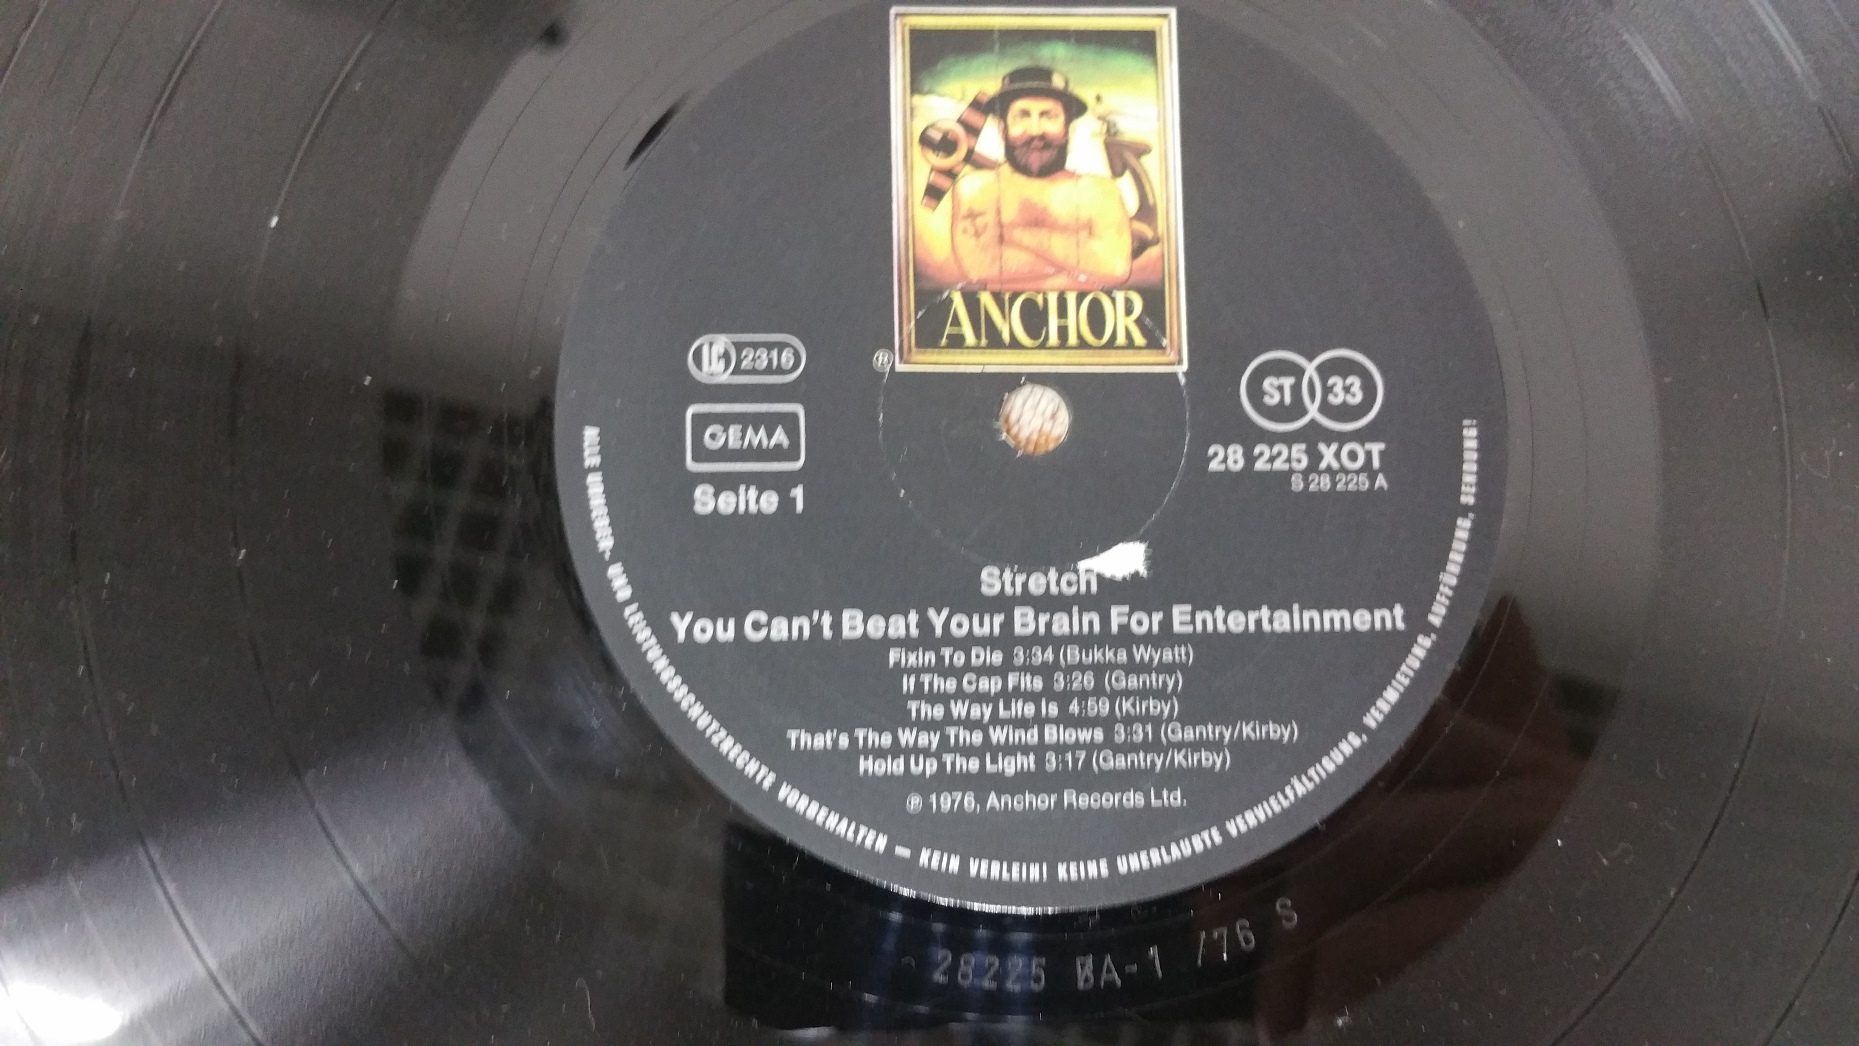 ANCHOR
®
LC 2316
GEMA
Seite 1
ST 33
28 225 XOT
S 28 225 A
Stretch
You Can't Beat Your Brain For Entertainment
Fixin To Die 3:34 (Bukka Wyatt)
If The Cap Fits 3:26 (Gantry)
The Way Life Is 4:59 (Kirby)
That's The Way The Wind Blows 3:31 (Gantry/Kirby)
Hold Up The Light 3:17 (Gantry/Kirby)
℗ 1976, Anchor Records Ltd.
ALLE URHEBER- UND LEISTUNGSSCHUTZRECHTE VORBEHALTEN — KEIN VERLEIH! KEINE UNERLAUBTE VERVIELFÄLTIGUNG, VERMIETUNG, AUFFÜHRUNG, SENDUNG!
28225 A-1 /76 S